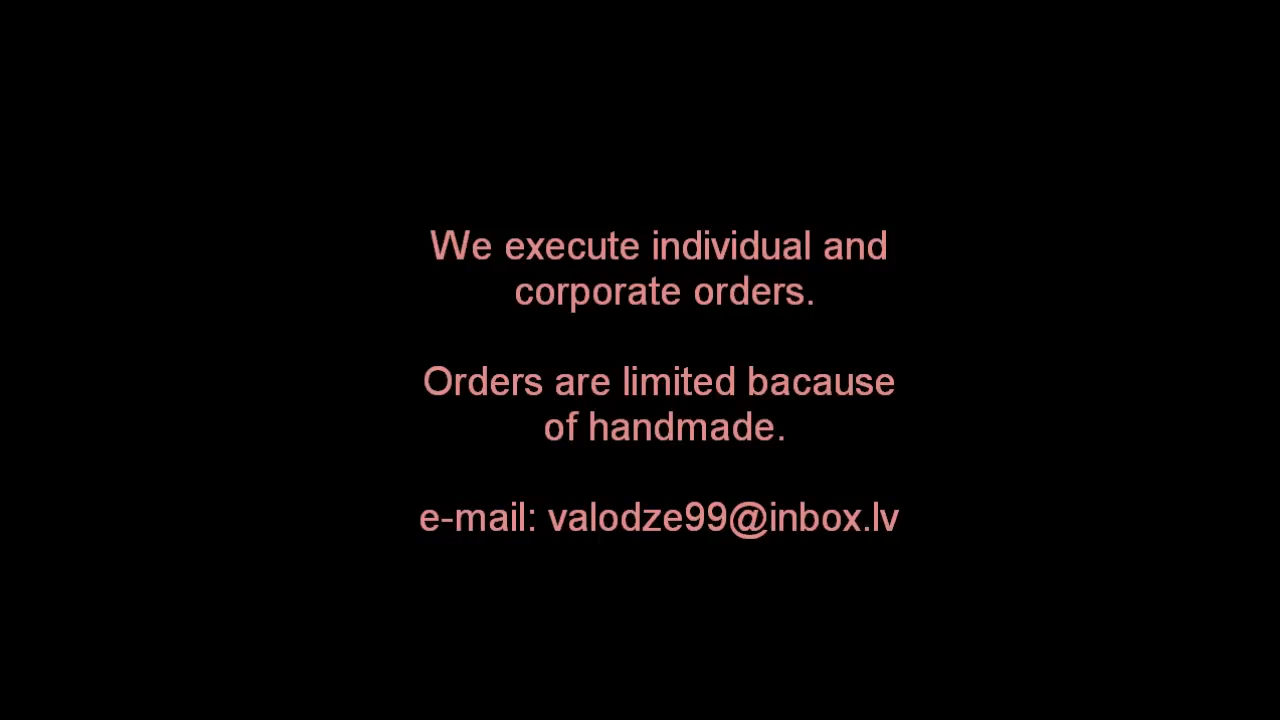 We execute individual and
corporate orders.
Orders are limited bacause
of handmade.
e-mail: valodze99@inbox.lv